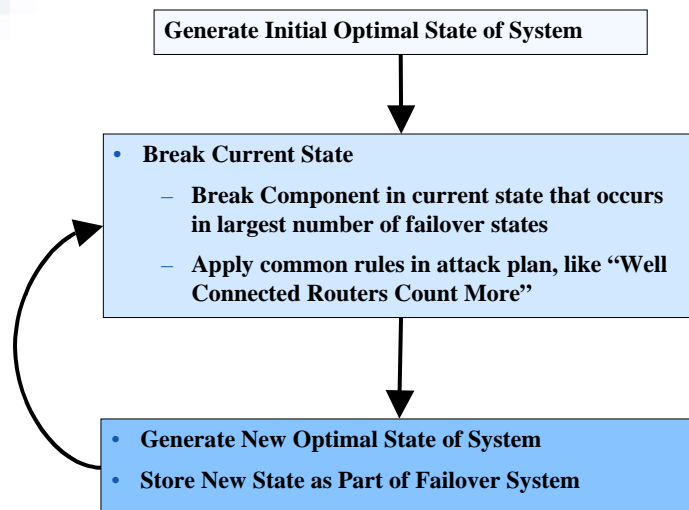 Generate Initial Optimal State of System
• Break Current State
– Break Component in current state that occurs
in largest number of failover states
– Apply common rules in attack plan, like “Well
Connected Routers Count More”
• Generate New Optimal State of System
• Store New State as Part of Failover System